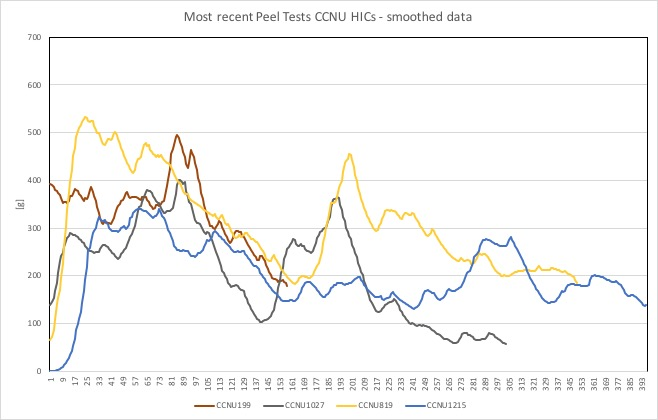 Most recent Peel Tests CCNU HICs - smoothed data
700
600
500
400
300
200
100
0
[g]
1 9 17 25 33 41 49 57 65 73 81 89 97 105 113 121 129 137 145 153 161 169 177 185 193 201 209 217 225 233 241 249 257 265 273 281 289 297 305 313 321 329 337 345 353 361 369 377 385 393
CCNU199 CCNU1027 CCNU819 CCNU1215